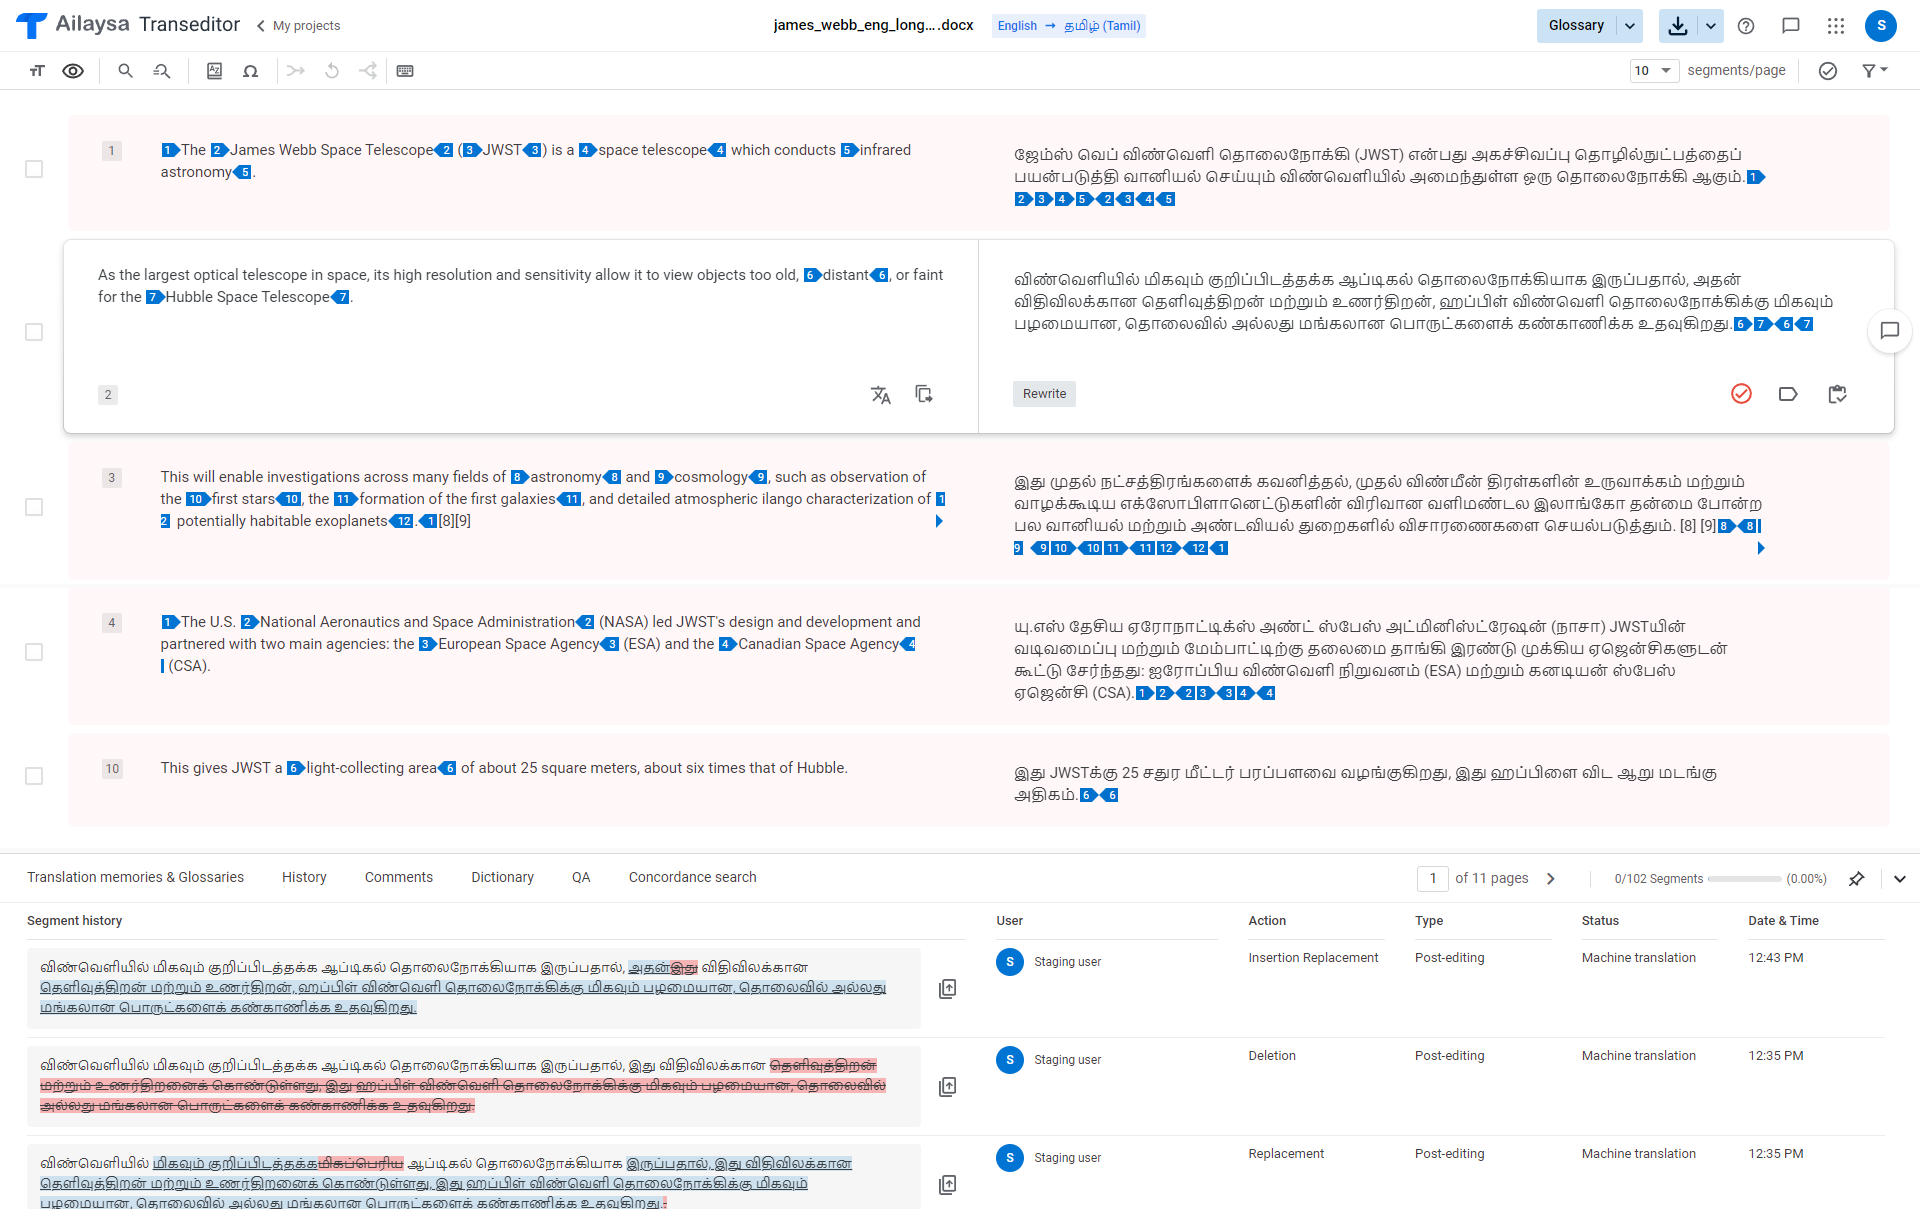 Ailaysa Transeditor My projects
james_webb_eng_long....docx English → தமிழ் (Tamil)
Glossary
S
10 segments/page
1
1 The 2 James Webb Space Telescope 2 ( 3 JWST 3 ) is a 4 space telescope 4 which conducts 5 infrared
astronomy 5 .
ஜேம்ஸ் வெப் விண்வெளி தொலைநோக்கி (JWST) என்பது அகச்சிவப்பு தொழில்நுட்பத்தைப்
பயன்படுத்தி வானியல் செய்யும் விண்வெளியில் அமைந்துள்ள ஒரு தொலைநோக்கி ஆகும். 1
2 3 4 5 2 3 4 5
As the largest optical telescope in space, its high resolution and sensitivity allow it to view objects too old, 6 distant 6 , or faint
for the 7 Hubble Space Telescope 7 .
2
விண்வெளியில் மிகவும் குறிப்பிடத்தக்க ஆப்டிகல் தொலைநோக்கியாக இருப்பதால், அதன்
விதிவிலக்கான தெளிவுத்திறன் மற்றும் உணர்திறன், ஹப்பிள் விண்வெளி தொலைநோக்கிக்கு மிகவும்
பழமையான, தொலைவில் அல்லது மங்கலான பொருட்களைக் கண்காணிக்க உதவுகிறது. 6 7 6 7
Rewrite
3
This will enable investigations across many fields of 8 astronomy 8 and 9 cosmology 9 , such as observation of
the 10 first stars 10 , the 11 formation of the first galaxies 11 , and detailed atmospheric ilango characterization of 1
2 potentially habitable exoplanets 12 . 1 [8][9]
இது முதல் நட்சத்திரங்களைக் கவனித்தல், முதல் விண்மீன் திரள்களின் உருவாக்கம் மற்றும்
வாழக்கூடிய எக்ஸோபிளானெட்டுகளின் விரிவான வளிமண்டல இலாங்கோ தன்மை போன்ற
பல வானியல் மற்றும் அண்டவியல் துறைகளில் விசாரணைகளை செயல்படுத்தும். [8] [9] 8 8
9 9 10 10 11 11 12 12 1
4
1 The U.S. 2 National Aeronautics and Space Administration 2 (NASA) led JWST's design and development and
partnered with two main agencies: the 3 European Space Agency 3 (ESA) and the 4 Canadian Space Agency 4
(CSA).
யு.எஸ் தேசிய ஏரோநாட்டிக்ஸ் அண்ட் ஸ்பேஸ் அட்மினிஸ்ட்ரேஷன் (நாசா) JWSTயின்
வடிவமைப்பு மற்றும் மேம்பாட்டிற்கு தலைமை தாங்கி இரண்டு முக்கிய ஏஜென்சிகளுடன்
கூட்டு சேர்ந்தது: ஐரோப்பிய விண்வெளி நிறுவனம் (ESA) மற்றும் கனடியன் ஸ்பேஸ்
ஏஜென்சி (CSA). 1 2 2 3 3 4 4
10
This gives JWST a 6 light-collecting area 6 of about 25 square meters, about six times that of Hubble.
இது JWSTக்கு 25 சதுர மீட்டர் பரப்பளவை வழங்குகிறது, இது ஹப்பிளை விட ஆறு மடங்கு
அதிகம். 6 6
Translation memories & Glossaries History Comments Dictionary QA Concordance search
1 of 11 pages 0/102 Segments (0.00%)
Segment history User Action Type Status Date & Time
விண்வெளியில் மிகவும் குறிப்பிடத்தக்க ஆப்டிகல் தொலைநோக்கியாக இருப்பதால், அதன்இது விதிவிலக்கான
தெளிவுத்திறன் மற்றும் உணர்திறன், ஹப்பிள் விண்வெளி தொலைநோக்கிக்கு மிகவும் பழமையான, தொலைவில் அல்லது
மங்கலான பொருட்களைக் கண்காணிக்க உதவுகிறது.
S Staging user Insertion Replacement Post-editing Machine translation 12:43 PM
விண்வெளியில் மிகவும் குறிப்பிடத்தக்க ஆப்டிகல் தொலைநோக்கியாக இருப்பதால், இது விதிவிலக்கான தெளிவுத்திறன்
மற்றும் உணர்திறனைக் கொண்டுள்ளது, இது ஹப்பிள் விண்வெளி தொலைநோக்கிக்கு மிகவும் பழமையான, தொலைவில்
அல்லது மங்கலான பொருட்களைக் கண்காணிக்க உதவுகிறது.
S Staging user Deletion Post-editing Machine translation 12:35 PM
விண்வெளியில் மிகவும் குறிப்பிடத்தக்கமிகப்பெரிய ஆப்டிகல் தொலைநோக்கியாக இருப்பதால், இது விதிவிலக்கான
தெளிவுத்திறன் மற்றும் உணர்திறனைக் கொண்டுள்ளது, இது ஹப்பிள் விண்வெளி தொலைநோக்கிக்கு மிகவும்
பழமையான, தொலைவில் அல்லது மங்கலான பொருட்களைக் கண்காணிக்க உதவுகிறது.
S Staging user Replacement Post-editing Machine translation 12:35 PM